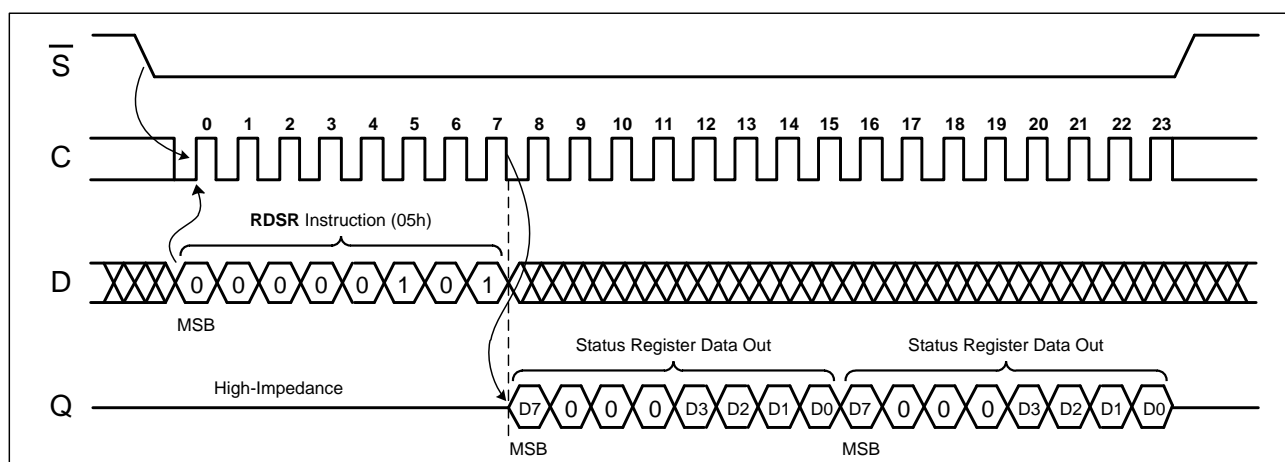 S
0 1 2 3 4 5 6 7 8 9 10 11 12 13 14 15 16 17 18 19 20 21 22 23
C
RDSR Instruction (05h)
D 0 0 0 0 0 1 0 1
MSB
Status Register Data Out Status Register Data Out
High-Impedance
Q D7 0 0 0 D3 D2 D1 D0 D7 0 0 0 D3 D2 D1 D0
MSB MSB